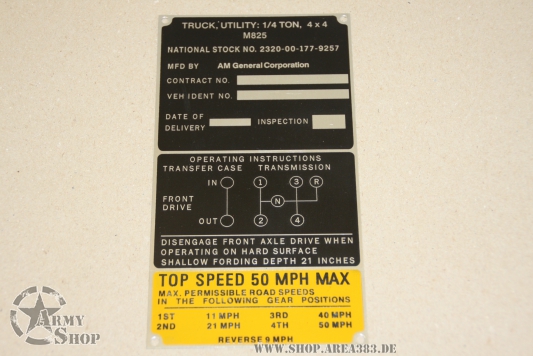 TRUCK, UTILITY: 1/4 TON, 4 x 4
M825
NATIONAL STOCK NO. 2320-00-177-9257
MFD BY AM General Corporation
CONTRACT NO.
VEH IDENT NO.
DATE OF DELIVERY INSPECTION
OPERATING INSTRUCTIONS
TRANSFER CASE TRANSMISSION
IN 1 3 R
FRONT DRIVE N
OUT 2 4
DISENGAGE FRONT AXLE DRIVE WHEN
OPERATING ON HARD SURFACE
SHALLOW FORDING DEPTH 21 INCHES
TOP SPEED 50 MPH MAX
MAX. PERMISSIBLE ROAD SPEEDS
IN THE FOLLOWING GEAR POSITIONS
1ST 11 MPH 3RD 40 MPH
2ND 21 MPH 4TH 50 MPH
REVERSE 9 MPH
ARMY
SHOP
WWW.SHOP.AREA383.DE